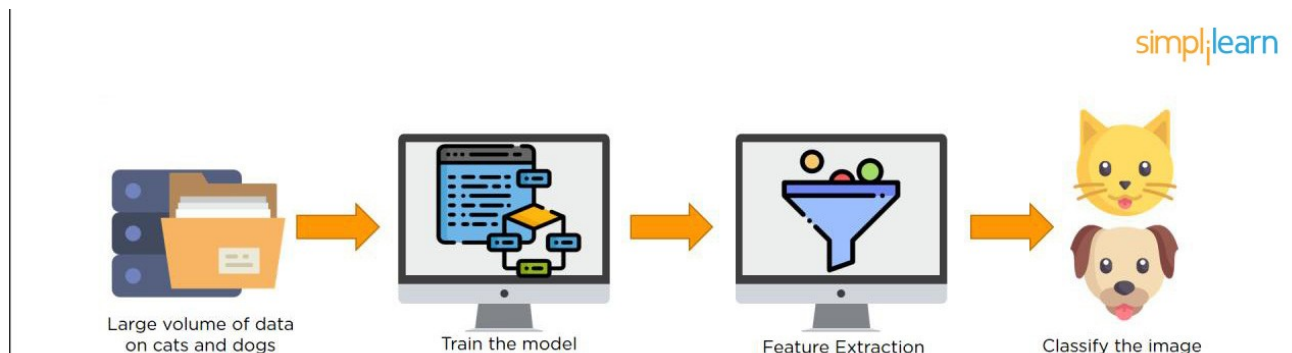 simplilearn
Large volume of data
on cats and dogs
Train the model
Feature Extraction
Classify the image